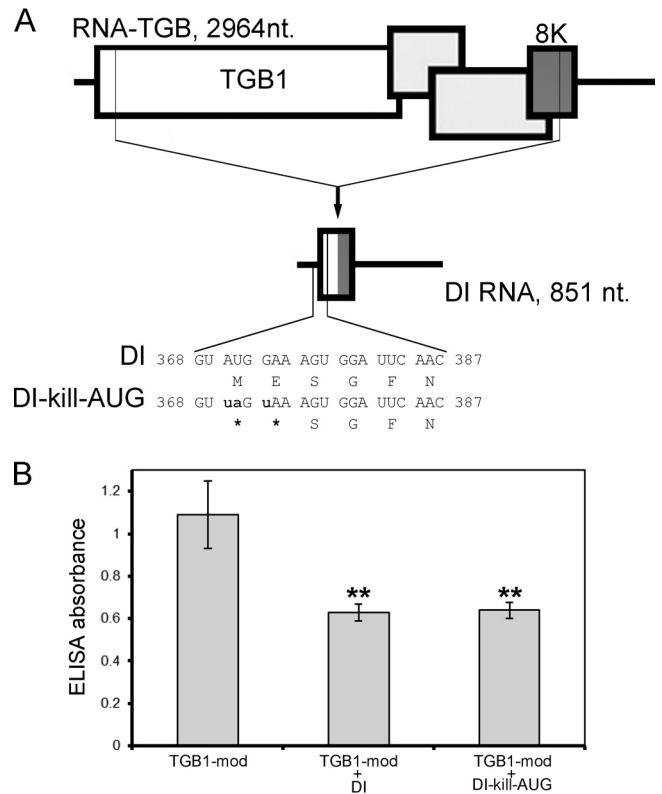 A
RNA-TGB, 2964nt.
8K
TGB1
DI RNA, 851 nt.
DI 368 GU AUG GAA AGU GGA UUC AAC 387
M E S G F N
DI-kill-AUG 368 GU uaG uAA AGU GGA UUC AAC 387
* * S G F N
B
ELISA absorbance
1.2
1
0.8
0.6
0.4
0.2
0
**
**
TGB1-mod
TGB1-mod
+
DI
TGB1-mod
+
DI-kill-AUG